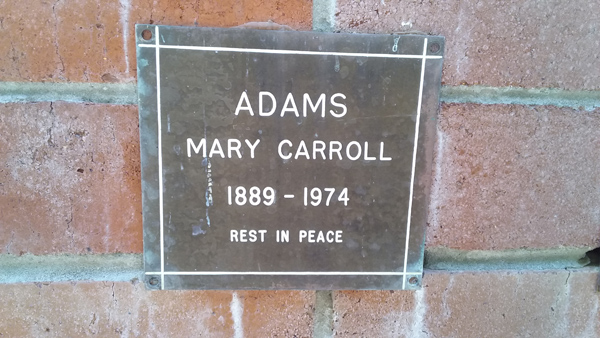 ADAMS
MARY CARROLL
1889 - 1974
REST IN PEACE